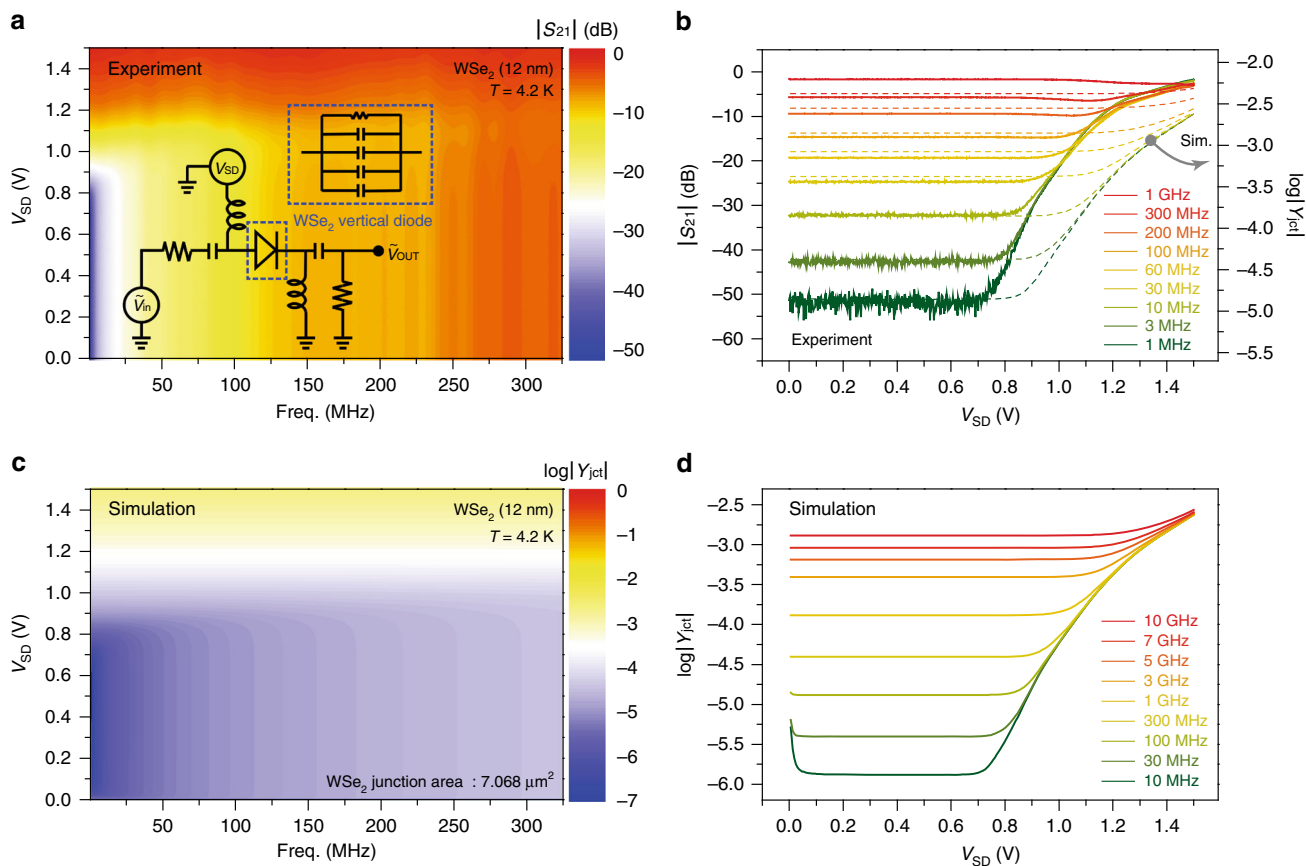 a
|S21| (dB)
Experiment
WSe2 (12 nm)
T = 4.2 K
VSD
WSe2 vertical diode
ṼOUT
Ṽin
VSD (V)
1.4
1.2
1.0
0.8
0.6
0.4
0.2
0.0
50
100
150
200
250
300
Freq. (MHz)
0
−10
−20
−30
−40
−50
b
|S21| (dB)
0
−10
−20
−30
−40
−50
−60
Sim.
1 GHz
300 MHz
200 MHz
100 MHz
60 MHz
30 MHz
10 MHz
3 MHz
1 MHz
Experiment
0.0
0.2
0.4
0.6
0.8
1.0
1.2
1.4
VSD (V)
−2.0
−2.5
−3.0
−3.5
−4.0
−4.5
−5.0
−5.5
log|Yjct|
c
log|Yjct|
Simulation
WSe2 (12 nm)
T = 4.2 K
WSe2 junction area : 7.068 μm2
VSD (V)
1.4
1.2
1.0
0.8
0.6
0.4
0.2
0.0
50
100
150
200
250
300
Freq. (MHz)
0
−1
−2
−3
−4
−5
−6
−7
d
Simulation
log|Yjct|
−2.5
−3.0
−3.5
−4.0
−4.5
−5.0
−5.5
−6.0
10 GHz
7 GHz
5 GHz
3 GHz
1 GHz
300 MHz
100 MHz
30 MHz
10 MHz
0.0
0.2
0.4
0.6
0.8
1.0
1.2
1.4
VSD (V)